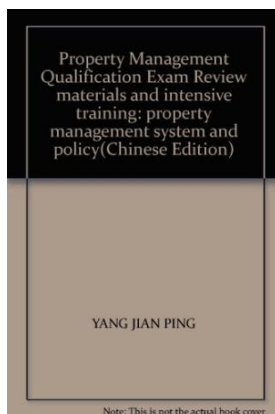 Property Management
Qualification Exam Review
materials and intensive
training: property
management system and
policy(Chinese Edition)
YANG JIAN PING
Note: This is not the actual book cover